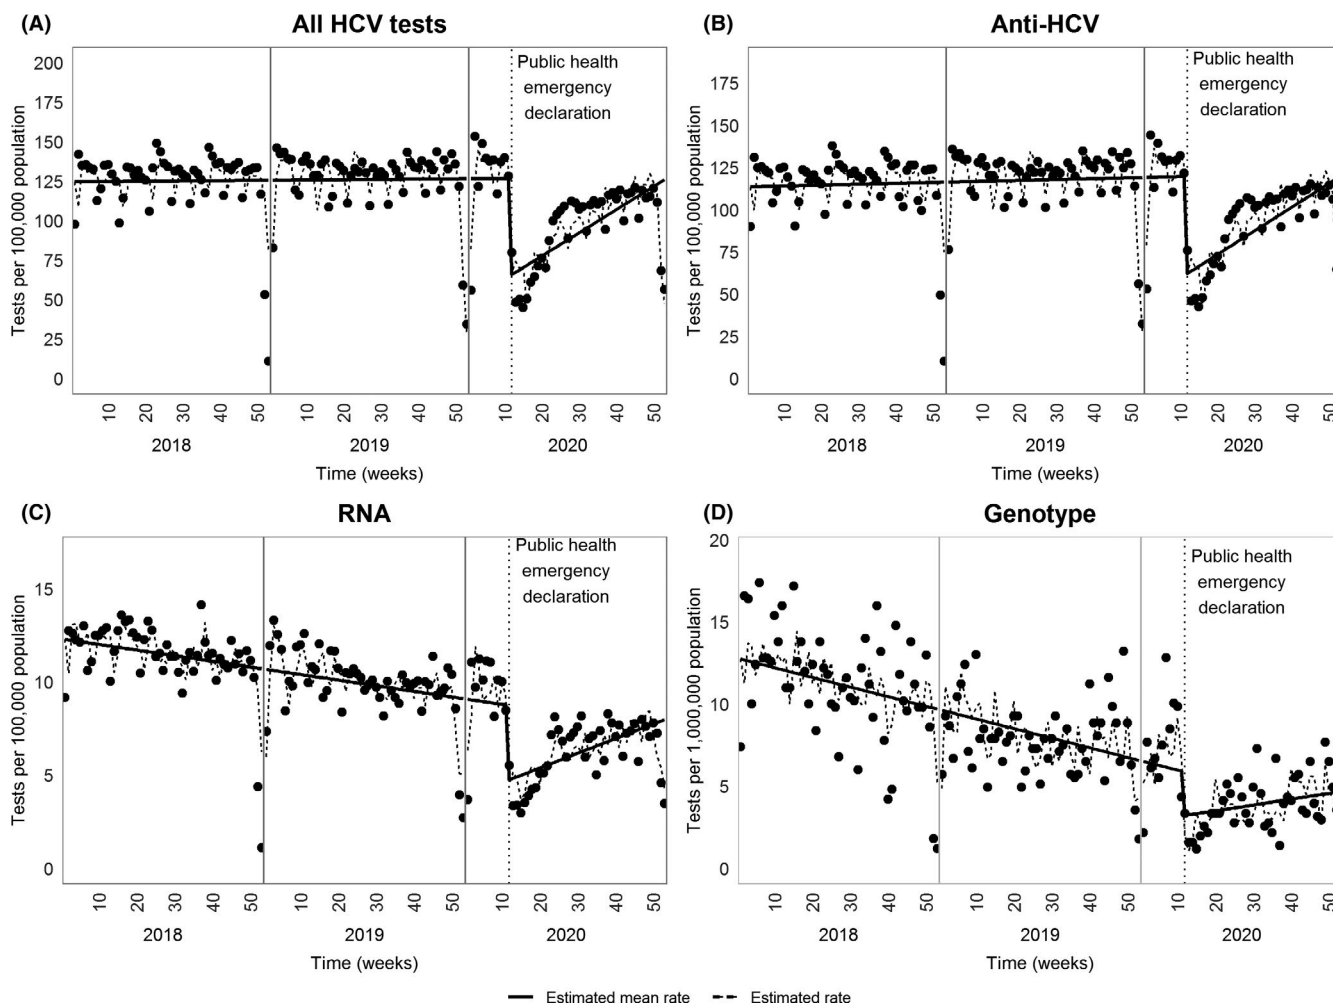 (A) All HCV tests
Tests per 100,000 population
200
175
150
125
100
75
50
25
0
Public health
emergency
declaration
10 20 30 40 50 10 20 30 40 50 10 20 30 40 50
2018 2019 2020
Time (weeks)
(B) Anti-HCV
Tests per 100,000 population
175
150
125
100
75
50
25
0
Public health
emergency
declaration
10 20 30 40 50 10 20 30 40 50 10 20 30 40 50
2018 2019 2020
Time (weeks)
(C) RNA
Tests per 100,000 population
15
10
5
0
Public health
emergency
declaration
10 20 30 40 50 10 20 30 40 50 10 20 30 40 50
2018 2019 2020
Time (weeks)
(D) Genotype
Tests per 1,000,000 population
20
15
10
5
0
Public health
emergency
declaration
10 20 30 40 50 10 20 30 40 50 10 20 30 40 50
2018 2019 2020
Time (weeks)
Estimated mean rate Estimated rate